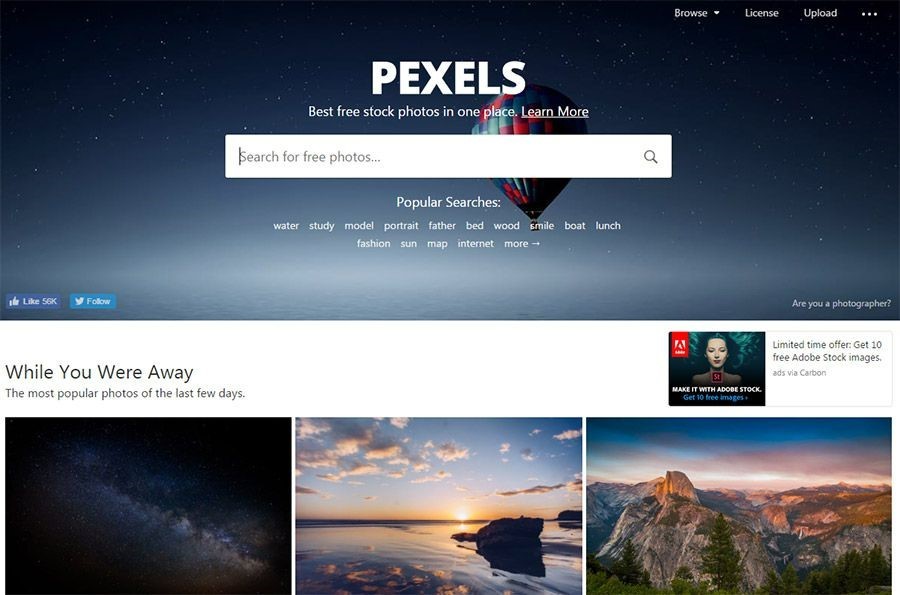 Browse License Upload
PEXELS
Best free stock photos in one place. Learn More
Search for free photos...
Popular Searches:
water study model portrait father bed wood smile boat lunch
fashion sun map internet more →
Like 56K Follow
Are you a photographer?
While You Were Away
The most popular photos of the last few days.
Adobe
St
MAKE IT WITH ADOBE STOCK.
Get 10 free images ›
Limited time offer: Get 10
free Adobe Stock images.
ads via Carbon